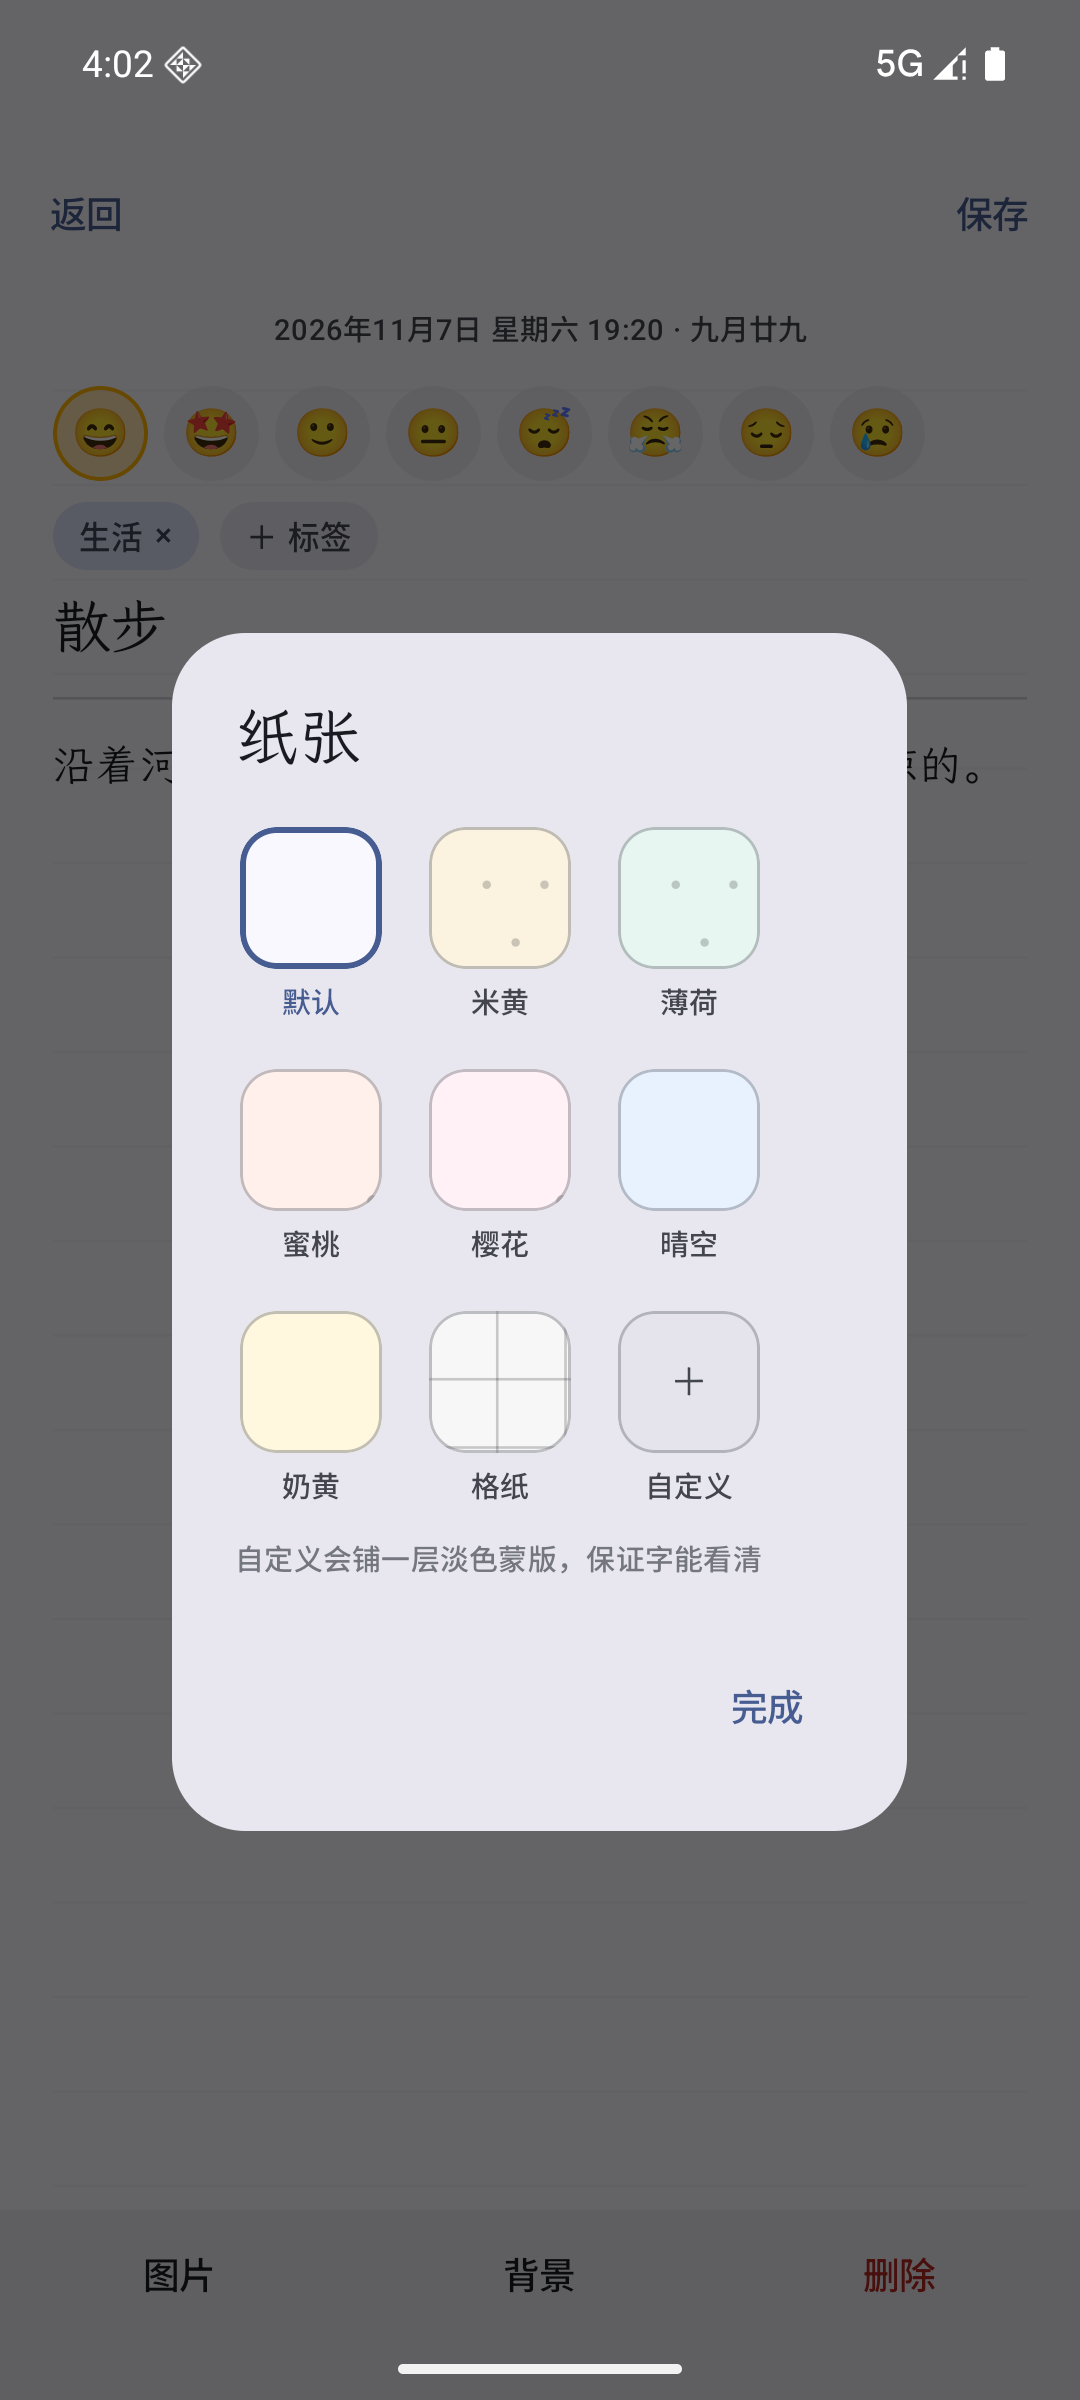 4:02
5G
返回
保存
2026年11月7日 星期六 19:20 · 九月廿九
生活 ×
+ 标签
散步
沿着河
的。
纸张
默认
米黄
薄荷
蜜桃
樱花
晴空
奶黄
格纸
+
自定义
自定义会铺一层淡色蒙版，保证字能看清
完成
图片
背景
删除